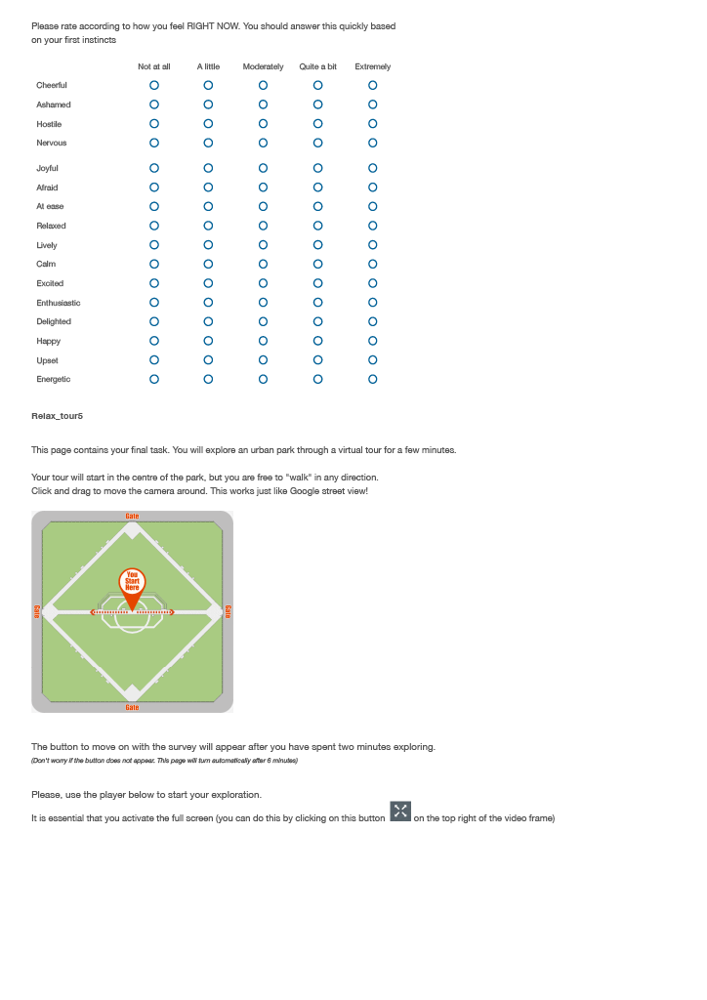 Please rate according to how you feel RIGHT NOW. You should answer this quickly based
on your first instincts
Not at all A little Moderately Quite a bit Extremely
Cheerful
Ashamed
Hostile
Nervous
Joyful
Afraid
At ease
Relaxed
Lively
Calm
Excited
Enthusiastic
Delighted
Happy
Upset
Energetic
Relax_tour5
This page contains your final task. You will explore an urban park through a virtual tour for a few minutes.
Your tour will start in the centre of the park, but you are free to "walk" in any direction.
Click and drag to move the camera around. This works just like Google street view!
Gate
You
Start
Here
Gate
Gate
Gate
The button to move on with the survey will appear after you have spent two minutes exploring.
(Don't worry if the button does not appear. This page will turn automatically after 6 minutes)
Please, use the player below to start your exploration.
It is essential that you activate the full screen (you can do this by clicking on this button on the top right of the video frame)